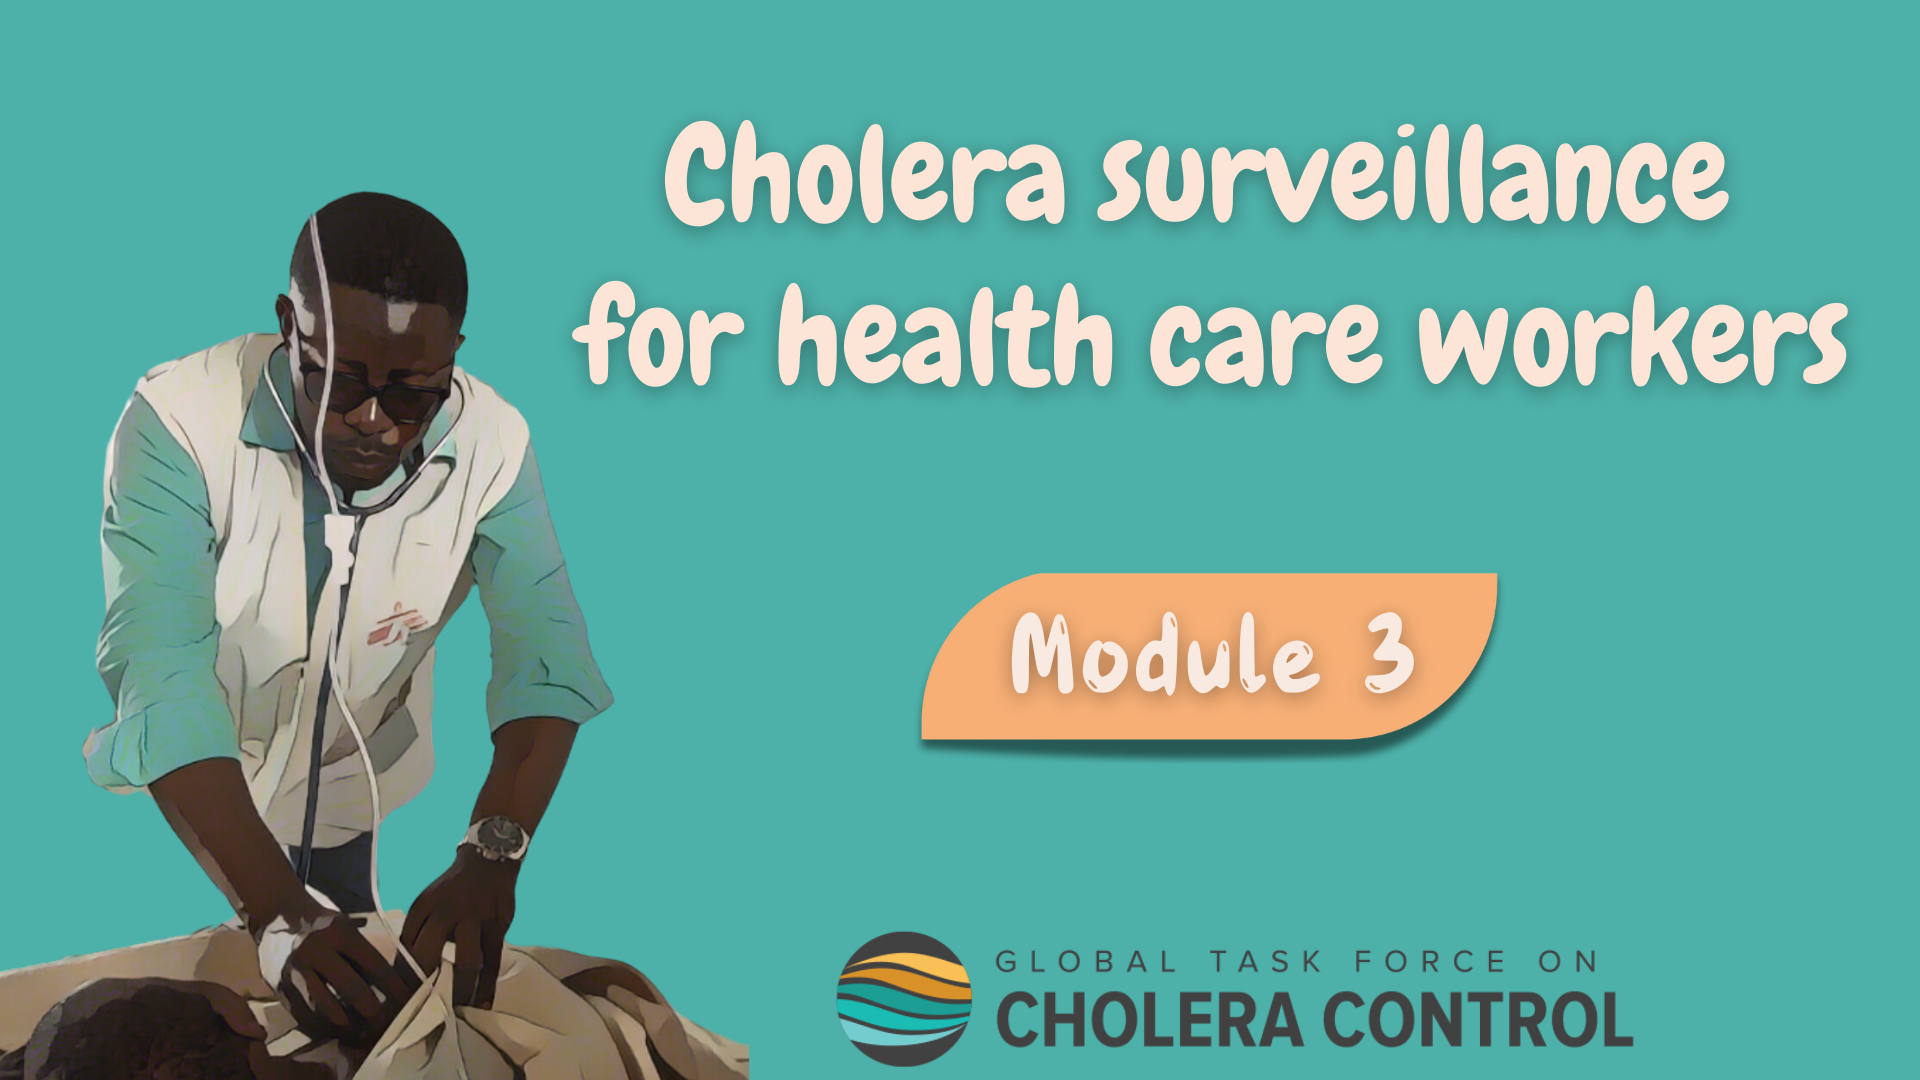 Cholera surveillance
for health care workers
Module 3
GLOBAL TASK FORCE ON
CHOLERA CONTROL